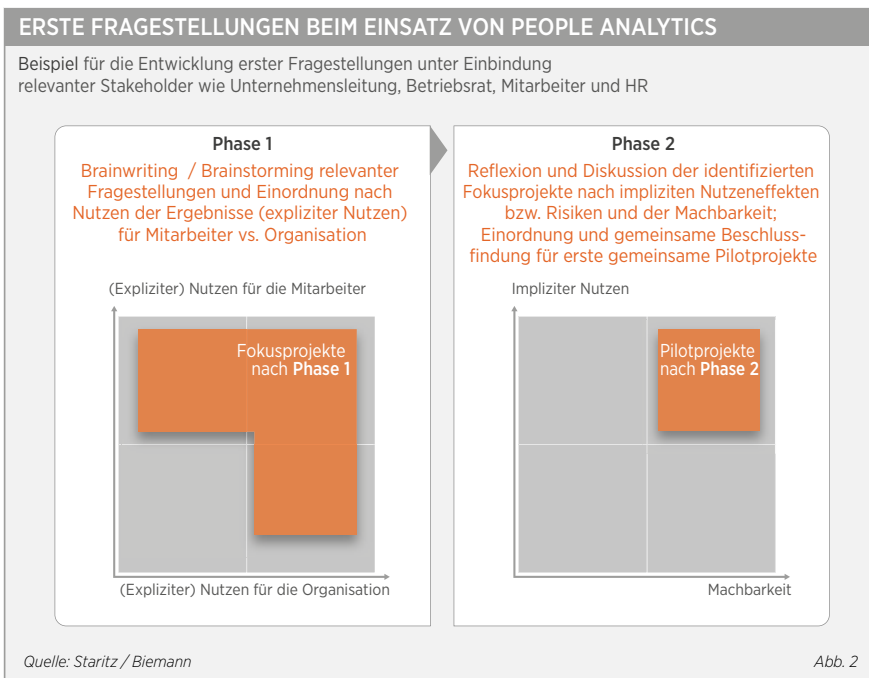 ERSTE FRAGESTELLUNGEN BEIM EINSATZ VON PEOPLE ANALYTICS
Beispiel für die Entwicklung erster Fragestellungen unter Einbindung
relevanter Stakeholder wie Unternehmensleitung, Betriebsrat, Mitarbeiter und HR
Phase 1
Brainwriting / Brainstorming relevanter
Fragestellungen und Einordnung nach
Nutzen der Ergebnisse (expliziter Nutzen)
für Mitarbeiter vs. Organisation
(Expliziter) Nutzen für die Mitarbeiter
Fokusprojekte
nach Phase 1
(Expliziter) Nutzen für die Organisation
Phase 2
Reflexion und Diskussion der identifizierten
Fokusprojekte nach impliziten Nutzeneffekten
bzw. Risiken und der Machbarkeit;
Einordnung und gemeinsame Beschluss-
findung für erste gemeinsame Pilotprojekte
Impliziter Nutzen
Pilotprojekte
nach Phase 2
Machbarkeit
Quelle: Staritz / Biemann
Abb. 2